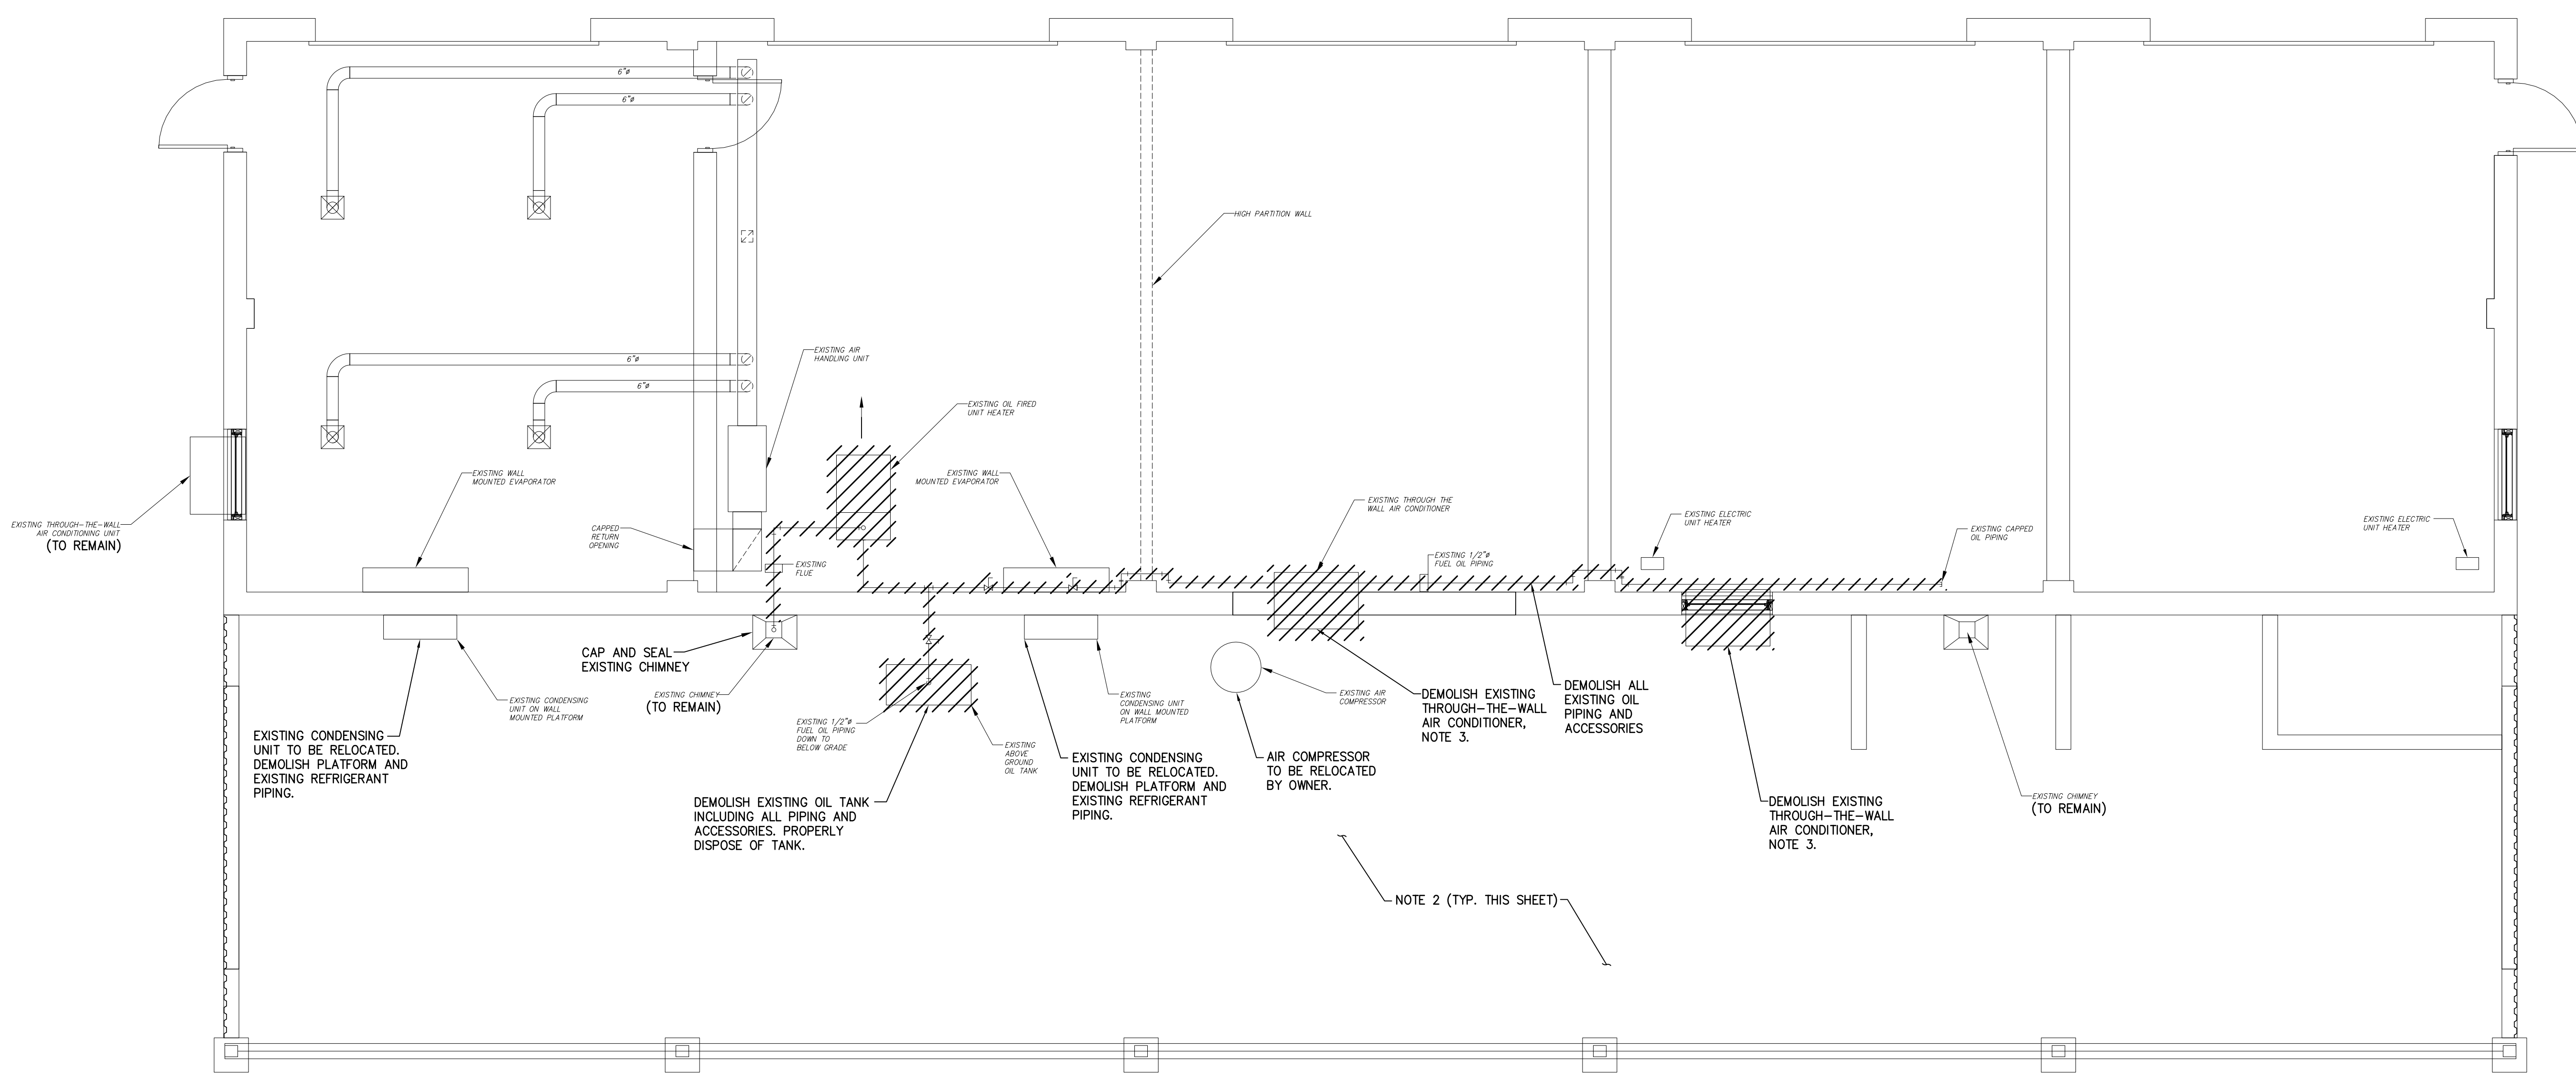 6"ø
6"ø
HIGH PARTITION WALL
EXISTING AIR
HANDLING UNIT
6"ø
6"ø
EXISTING OIL FIRED
UNIT HEATER
EXISTING WALL
MOUNTED EVAPORATOR
EXISTING WALL
MOUNTED EVAPORATOR
EXISTING THROUGH THE
WALL AIR CONDITIONER
EXISTING THROUGH-THE-WALL
AIR CONDITIONING UNIT
(TO REMAIN)
CAPPED
RETURN
OPENING
EXISTING
FLUE
EXISTING 1/2"ø
FUEL OIL PIPING
EXISTING ELECTRIC
UNIT HEATER
EXISTING CAPPED
OIL PIPING
EXISTING ELECTRIC
UNIT HEATER
CAP AND SEAL
EXISTING CHIMNEY
EXISTING CHIMNEY
(TO REMAIN)
EXISTING CONDENSING
UNIT ON WALL
MOUNTED PLATFORM
EXISTING CONDENSING
UNIT TO BE RELOCATED.
DEMOLISH PLATFORM AND
EXISTING REFRIGERANT
PIPING.
EXISTING 1/2"ø
FUEL OIL PIPING
DOWN TO
BELOW GRADE
EXISTING
ABOVE
GROUND
OIL TANK
EXISTING
CONDENSING UNIT
ON WALL MOUNTED
PLATFORM
EXISTING AIR
COMPRESSOR
DEMOLISH EXISTING
THROUGH-THE-WALL
AIR CONDITIONER,
NOTE 3.
DEMOLISH ALL
EXISTING OIL
PIPING AND
ACCESSORIES
DEMOLISH EXISTING OIL TANK
INCLUDING ALL PIPING AND
ACCESSORIES. PROPERLY
DISPOSE OF TANK.
EXISTING CONDENSING
UNIT TO BE RELOCATED.
DEMOLISH PLATFORM AND
EXISTING REFRIGERANT
PIPING.
AIR COMPRESSOR
TO BE RELOCATED
BY OWNER.
DEMOLISH EXISTING
THROUGH-THE-WALL
AIR CONDITIONER,
NOTE 3.
EXISTING CHIMNEY
(TO REMAIN)
NOTE 2 (TYP. THIS SHEET)